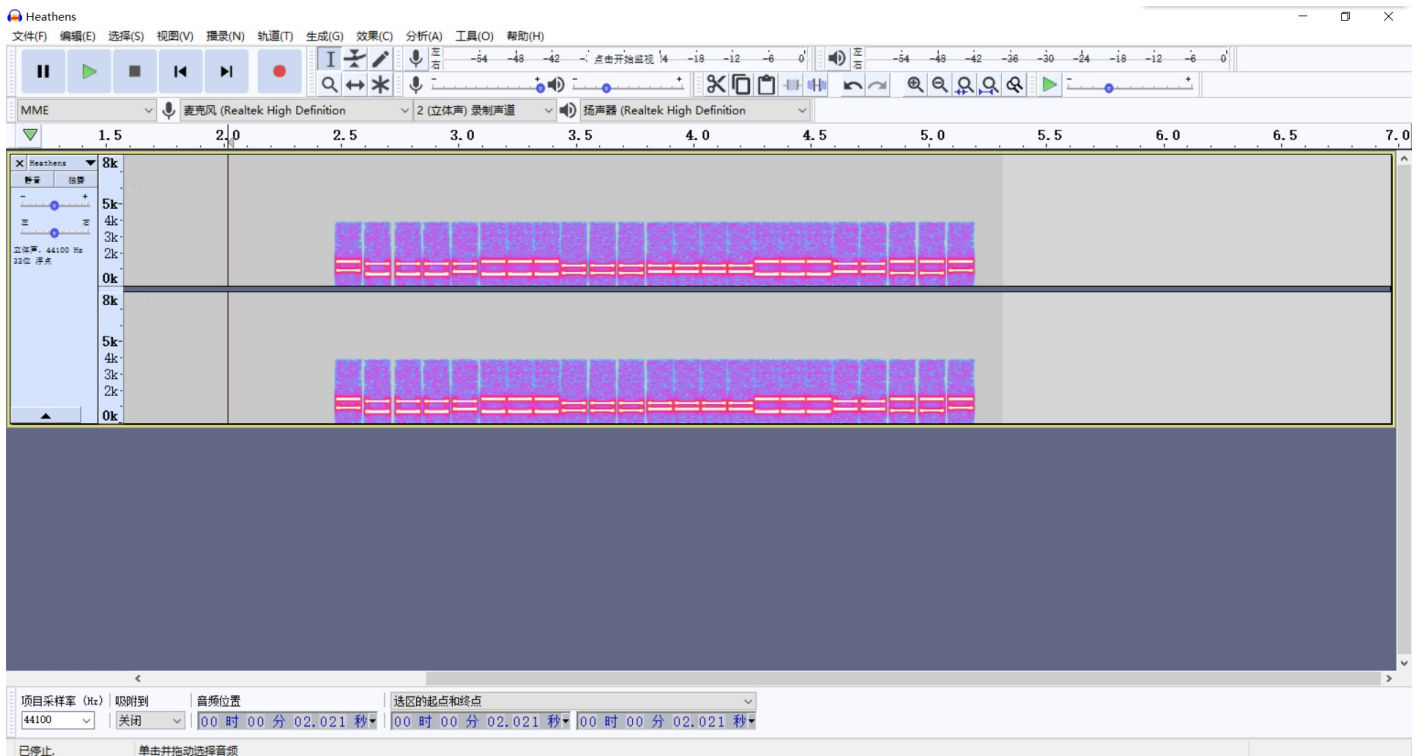 Heathens
文件(F) 编辑(E) 选择(S) 视图(V) 播录(N) 轨道(T) 生成(G) 效果(C) 分析(A) 工具(O) 帮助(H)
左 -54 -48 -42 -: 点击开始监视 !4 -18 -12 -6 0 左 -54 -48 -42 -36 -30 -24 -18 -12 -6 0
右 右
- + - + - +
MME 麦克风 (Realtek High Definition 2 (立体声) 录制声道 扬声器 (Realtek High Definition
1.5 2.0 2.5 3.0 3.5 4.0 4.5 5.0 5.5 6.0 6.5 7.0
Heathens 8k
静音 独奏
- +
5k
左 右 4k
3k
立体声, 44100 Hz 2k
32位 浮点
0k
8k
5k
4k
3k
2k
0k
项目采样率 (Hz) 吸附到 音频位置 选区的起点和终点
44100 关闭 00 时 00 分 02.021 秒 00 时 00 分 02.021 秒 00 时 00 分 02.021 秒
已停止. 单击并拖动选择音频